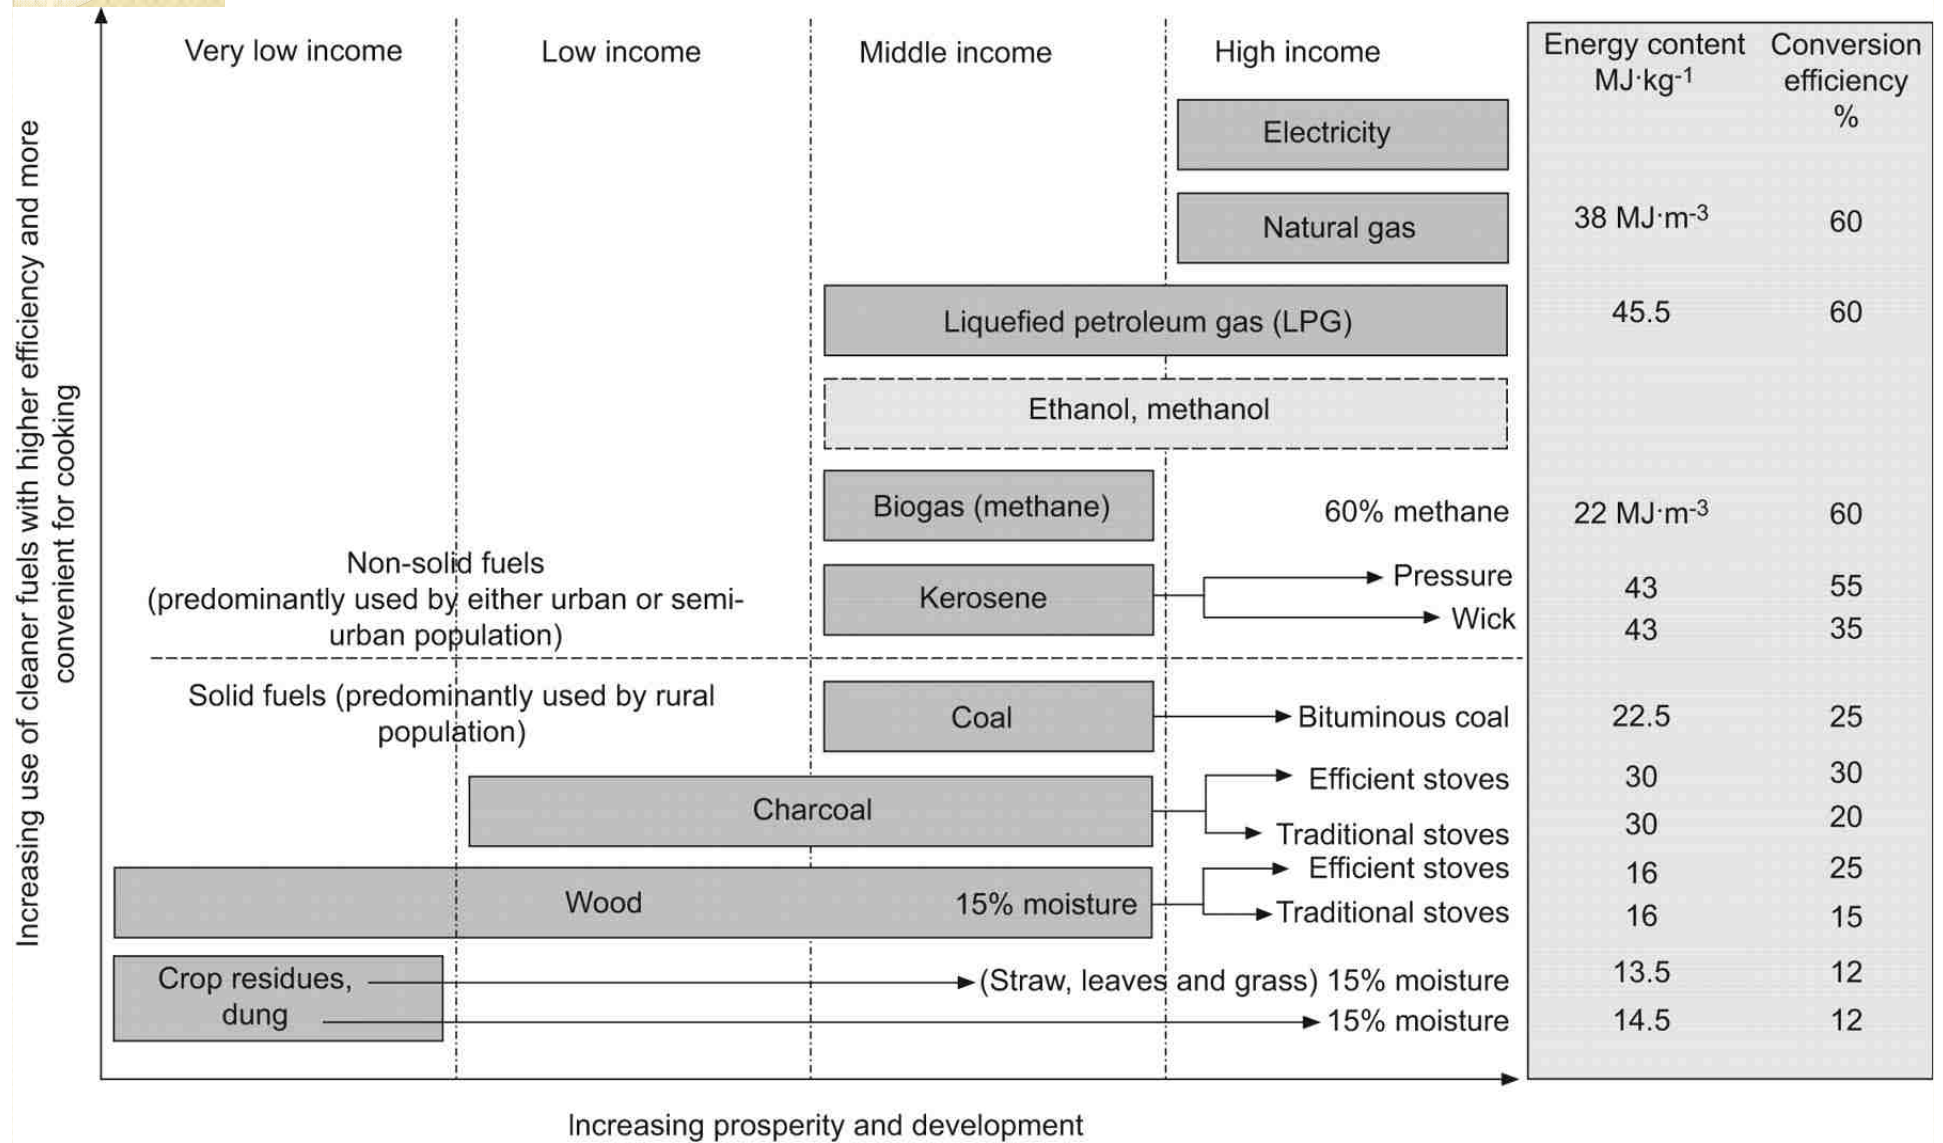 Very low income
Low income
Middle income
High income
Energy content
MJ·kg-1
Conversion
efficiency
%
Increasing use of cleaner fuels with higher efficiency and more
convenient for cooking
Electricity
Natural gas
38 MJ·m-3
60
Liquefied petroleum gas (LPG)
45.5
60
Ethanol, methanol
Biogas (methane)
60% methane
22 MJ·m-3
60
Non-solid fuels
(predominantly used by either urban or semi-
urban population)
Kerosene
Pressure
43
55
Wick
43
35
Solid fuels (predominantly used by rural
population)
Coal
Bituminous coal
22.5
25
Charcoal
Efficient stoves
30
30
Traditional stoves
30
20
Wood
15% moisture
Efficient stoves
16
25
Traditional stoves
16
15
Crop residues,
dung
(Straw, leaves and grass) 15% moisture
13.5
12
15% moisture
14.5
12
Increasing prosperity and development